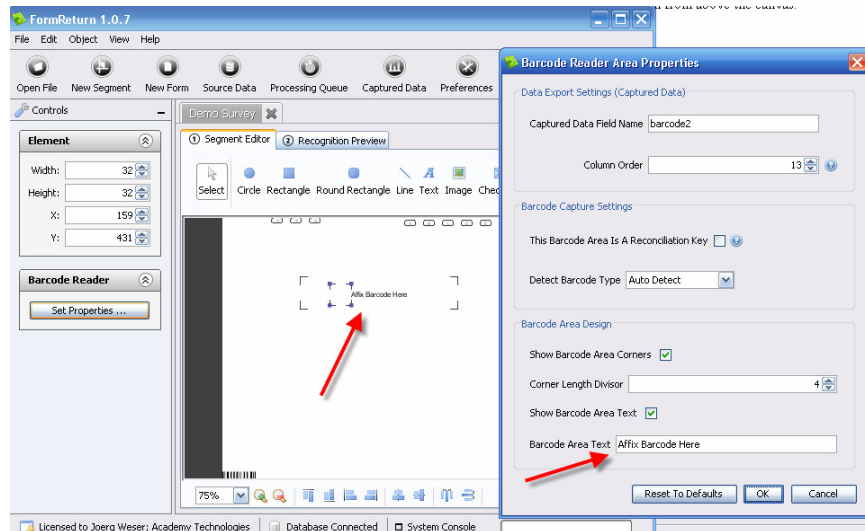 FormReturn 1.0.7
File Edit Object View Help
Open File New Segment New Form Source Data Processing Queue Captured Data Preferences
Controls
Demo Survey
Element
Width: 32
Height: 32
X: 159
Y: 431
Barcode Reader
Set Properties ...
1 Segment Editor 2 Recognition Preview
Select Circle Rectangle Round Rectangle Line Text Image
Affix Barcode Here
75%
Licensed to Joerg Weser; Academy Technologies Database Connected System Console
from above the canvas.
Barcode Reader Area Properties
Data Export Settings (Captured Data)
Captured Data Field Name barcode2
Column Order 13
Barcode Capture Settings
This Barcode Area Is A Reconciliation Key
Detect Barcode Type Auto Detect
Barcode Area Design
Show Barcode Area Corners
Corner Length Divisor 4
Show Barcode Area Text
Barcode Area Text Affix Barcode Here
Reset To Defaults OK Cancel